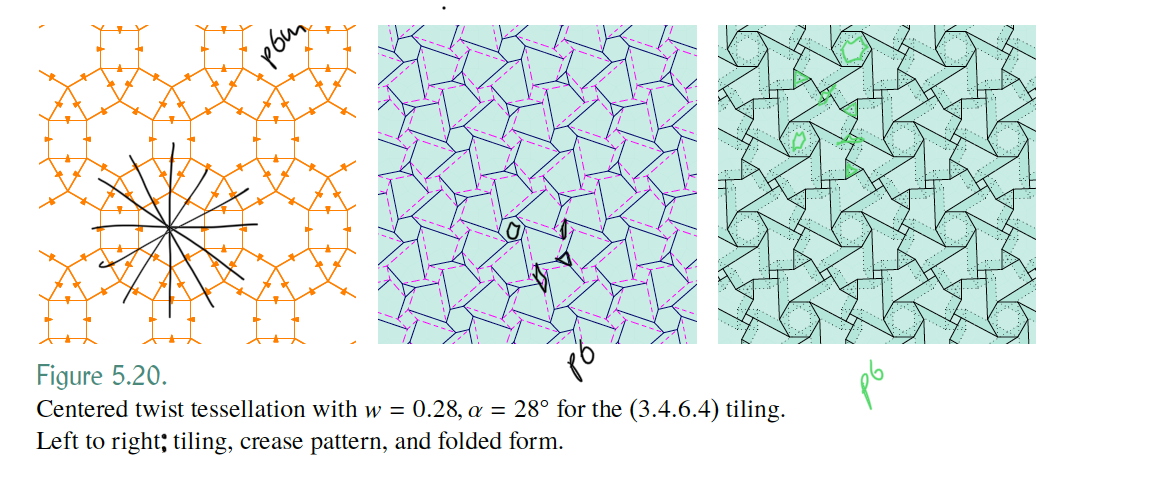 p6m
p6
p6
Figure 5.20.
Centered twist tessellation with w = 0.28, α = 28° for the (3.4.6.4) tiling.
Left to right: tiling, crease pattern, and folded form.